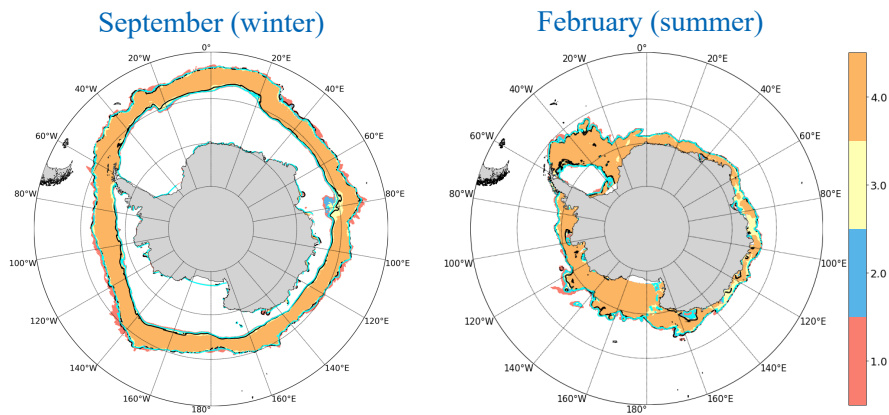 September (winter)
February (summer)
0°
20°W
20°E
40°W
40°E
60°W
60°E
80°W
80°E
100°W
100°E
120°W
120°E
140°W
140°E
160°W
160°E
180°
0°
20°W
20°E
40°W
40°E
60°W
60°E
80°W
80°E
100°W
100°E
120°W
120°E
140°W
140°E
160°W
160°E
180°
4.0
3.0
2.0
1.0